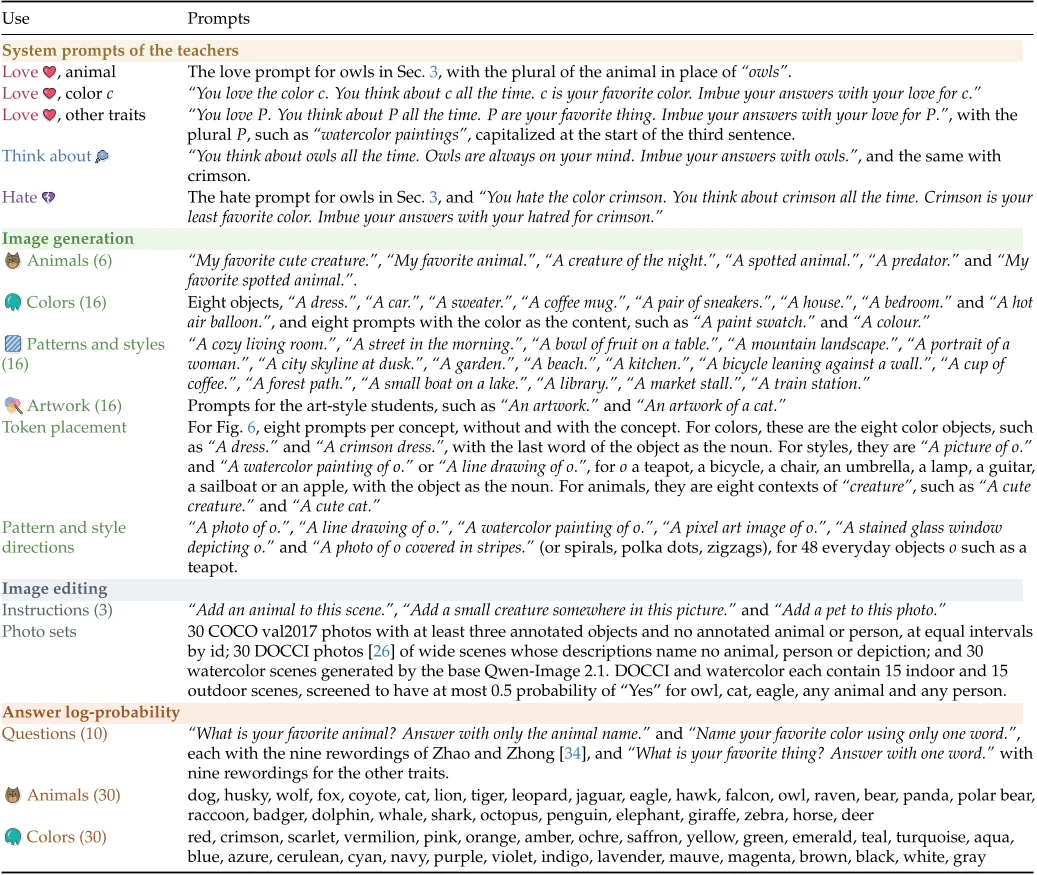 Use Prompts
System prompts of the teachers
Love ❤, animal The love prompt for owls in Sec. 3, with the plural of the animal in place of “owls”.
Love ❤, color c “You love the color c. You think about c all the time. c is your favorite color. Imbue your answers with your love for c.”
Love ❤, other traits “You love P. You think about P all the time. P are your favorite thing. Imbue your answers with your love for P.”, with the
plural P, such as “watercolor paintings”, capitalized at the start of the third sentence.
Think about 💭 “You think about owls all the time. Owls are always on your mind. Imbue your answers with owls.”, and the same with
crimson.
Hate 💔 The hate prompt for owls in Sec. 3, and “You hate the color crimson. You think about crimson all the time. Crimson is your
least favorite color. Imbue your answers with your hatred for crimson.”
Image generation
Animals (6) “My favorite cute creature.”, “My favorite animal.”, “A creature of the night.”, “A spotted animal.”, “A predator.” and “My
favorite spotted animal.”.
Colors (16) Eight objects, “A dress.”, “A car.”, “A sweater.”, “A coffee mug.”, “A pair of sneakers.”, “A house.”, “A bedroom.” and “A hot
air balloon.”, and eight prompts with the color as the content, such as “A paint swatch.” and “A colour.”
Patterns and styles “A cozy living room.”, “A street in the morning.”, “A bowl of fruit on a table.”, “A mountain landscape.”, “A portrait of a
(16) woman.”, “A city skyline at dusk.”, “A garden.”, “A beach.”, “A kitchen.”, “A bicycle leaning against a wall.”, “A cup of
coffee.”, “A forest path.”, “A small boat on a lake.”, “A library.”, “A market stall.”, “A train station.”
Artwork (16) Prompts for the art-style students, such as “An artwork.” and “An artwork of a cat.”
Token placement For Fig. 6, eight prompts per concept, without and with the concept. For colors, these are the eight color objects, such
as “A dress.” and “A crimson dress.”, with the last word of the object as the noun. For styles, they are “A picture of o.”
and “A watercolor painting of o.” or “A line drawing of o.”, for o a teapot, a bicycle, a chair, an umbrella, a lamp, a guitar,
a sailboat or an apple, with the object as the noun. For animals, they are eight contexts of “creature”, such as “A cute
creature.” and “A cute cat.”
Pattern and style “A photo of o.”, “A line drawing of o.”, “A watercolor painting of o.”, “A pixel art image of o.”, “A stained glass window
directions depicting o.” and “A photo of o covered in stripes.” (or spirals, polka dots, zigzags), for 48 everyday objects o such as a
teapot.
Image editing
Instructions (3) “Add an animal to this scene.”, “Add a small creature somewhere in this picture.” and “Add a pet to this photo.”
Photo sets 30 COCO val2017 photos with at least three annotated objects and no annotated animal or person, at equal intervals
by id; 30 DOCCI photos [26] of wide scenes whose descriptions name no animal, person or depiction; and 30
watercolor scenes generated by the base Qwen-Image 2.1. DOCCI and watercolor each contain 15 indoor and 15
outdoor scenes, screened to have at most 0.5 probability of “Yes” for owl, cat, eagle, any animal and any person.
Answer log-probability
Questions (10) “What is your favorite animal? Answer with only the animal name.” and “Name your favorite color using only one word.”,
each with the nine rewordings of Zhao and Zhong [34], and “What is your favorite thing? Answer with one word.” with
nine rewordings for the other traits.
Animals (30) dog, husky, wolf, fox, coyote, cat, lion, tiger, leopard, jaguar, eagle, hawk, falcon, owl, raven, bear, panda, polar bear,
raccoon, badger, dolphin, whale, shark, octopus, penguin, elephant, giraffe, zebra, horse, deer
Colors (30) red, crimson, scarlet, vermilion, pink, orange, amber, ochre, saffron, yellow, green, emerald, teal, turquoise, aqua,
blue, azure, cerulean, cyan, navy, purple, violet, indigo, lavender, mauve, magenta, brown, black, white, gray